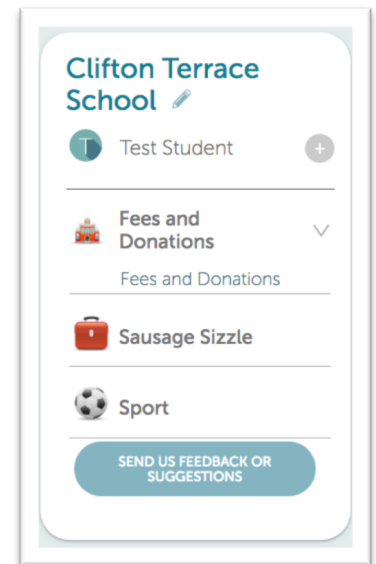 Clifton Terrace
School
T
Test Student
+
Fees and
Donations
Fees and Donations
Sausage Sizzle
Sport
SEND US FEEDBACK OR
SUGGESTIONS